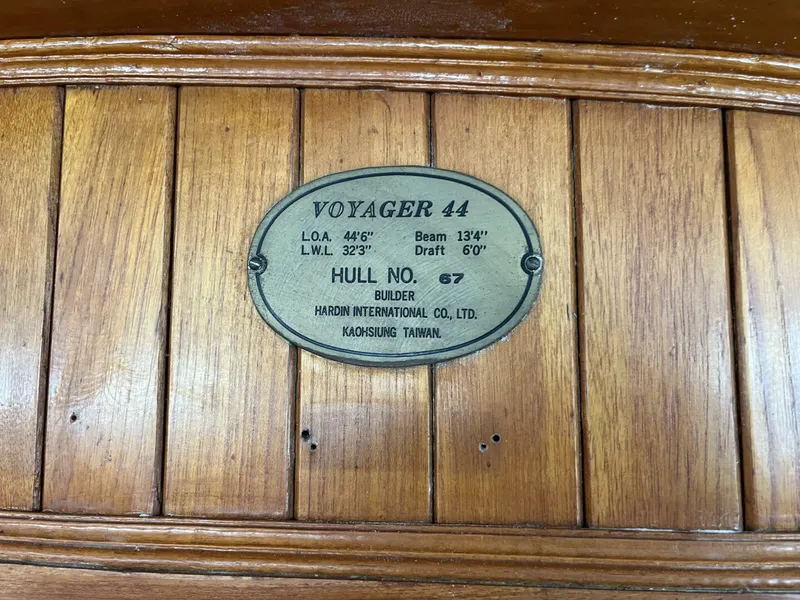 VOYAGER 44
L.O.A. 44'6" Beam 13'4"
L.W.L. 32'3" Draft 6'0"
HULL NO. 67
BUILDER
HARDIN INTERNATIONAL CO., LTD.
KAOHSIUNG TAIWAN.